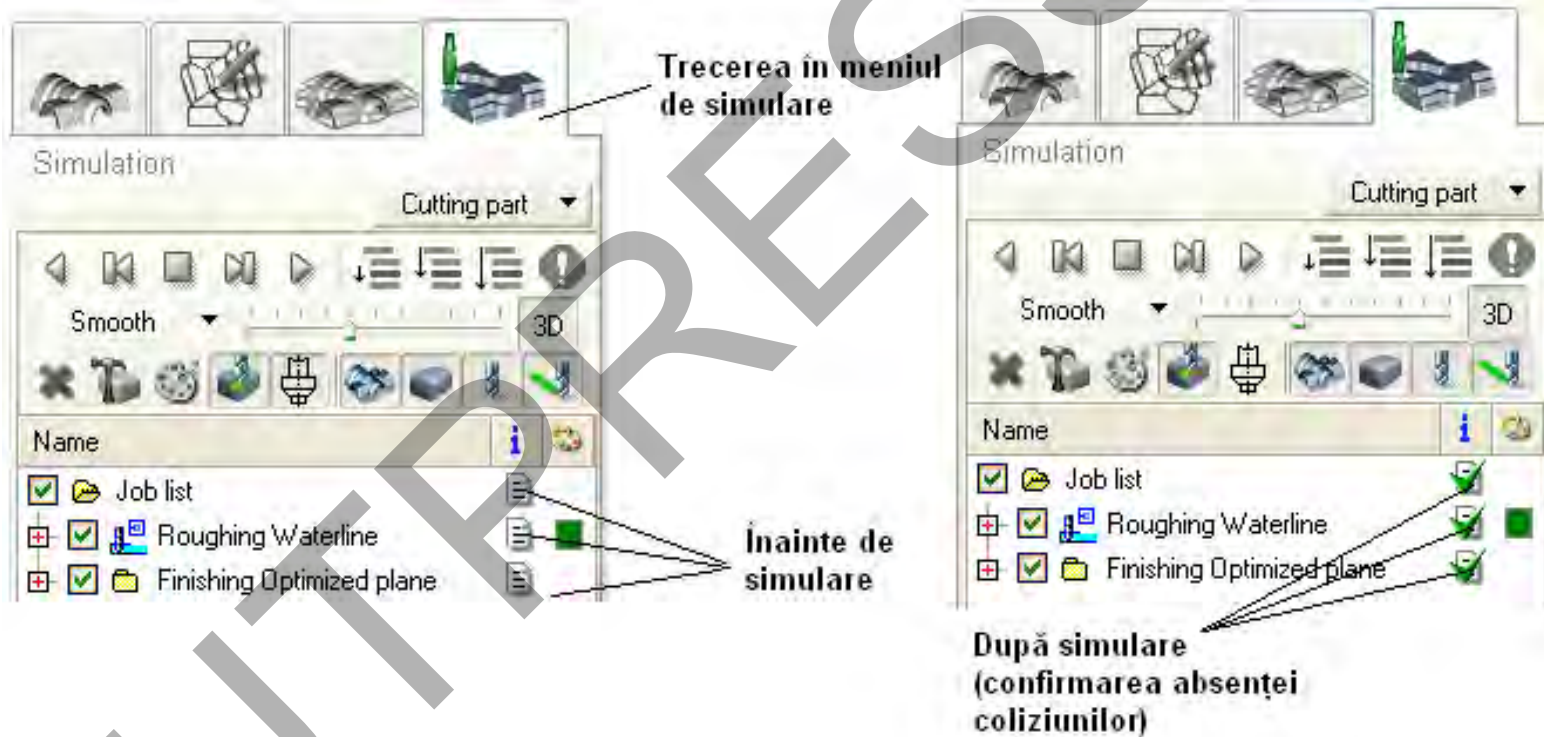 Trecerea în meniul
de simulare
Simulation
Cutting part
Smooth
3D
Name
i
Job list
Roughing Waterline
Finishing Optimized plane
Înainte de
simulare
Simulation
Cutting part
Smooth
3D
Name
i
Job list
Roughing Waterline
Finishing Optimized plane
După simulare
(confirmarea absenței
coliziunilor)
UTPRESS